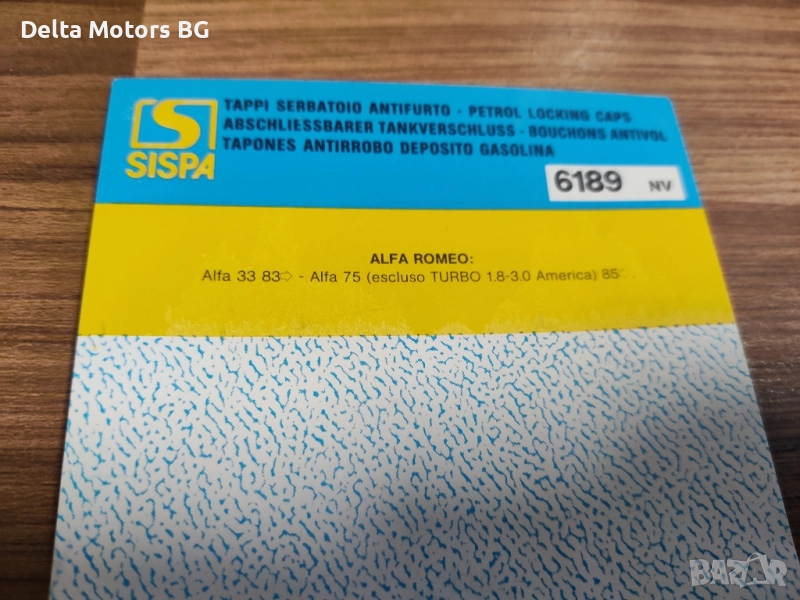 Delta Motors BG
SISPA
TAPPI SERBATOIO ANTIFURTO - PETROL LOCKING CAPS
ABSCHLIESSBARER TANKVERSCHLUSS - BOUCHONS ANTIVOL
TAPONES ANTIRROBO DEPOSITO GASOLINA
6189 NV
ALFA ROMEO:
Alfa 33 83⇨ - Alfa 75 (escluso TURBO 1.8-3.0 America) 85⇨
BAZAR